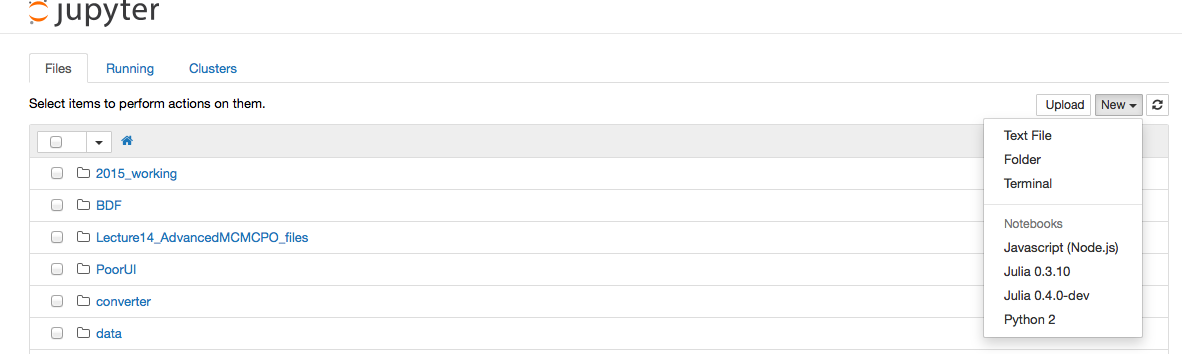 jupyter
Files Running Clusters
Select items to perform actions on them.
Upload New
Text File
Folder
Terminal
Notebooks
Javascript (Node.js)
Julia 0.3.10
Julia 0.4.0-dev
Python 2
2015_working
BDF
Lecture14_AdvancedMCMCPO_files
PoorUI
converter
data